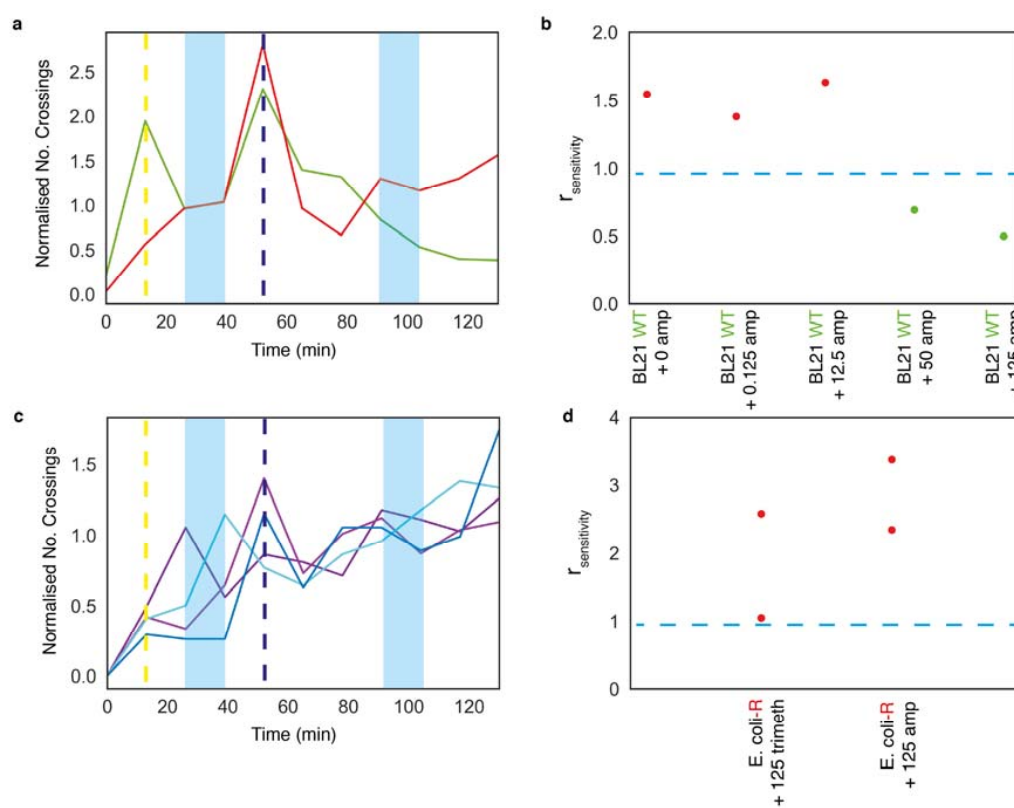 a
Normalised No. Crossings
2.5
2.0
1.5
1.0
0.5
0.0
0 20 40 60 80 100 120
Time (min)
b
r sensitivity
2.0
1.5
1.0
0.5
0.0
BL21 WT
+ 0 amp
BL21 WT
+ 0.125 amp
BL21 WT
+ 12.5 amp
BL21 WT
+ 50 amp
BL21 WT
+ 125 amp
c
Normalised No. Crossings
1.5
1.0
0.5
0.0
0 20 40 60 80 100 120
Time (min)
d
r sensitivity
4
3
2
1
0
E. coli-R
+ 125 trimeth
E. coli-R
+ 125 amp